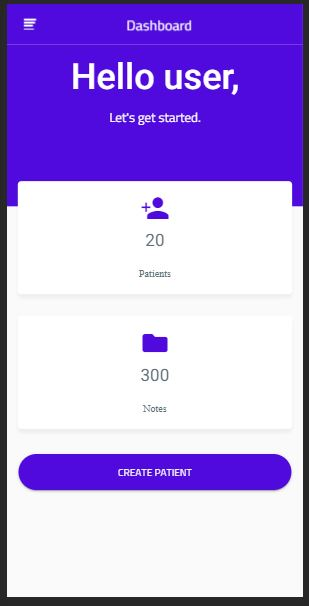 Dashboard
Hello user,
Let's get started.
20
Patients
300
Notes
CREATE PATIENT